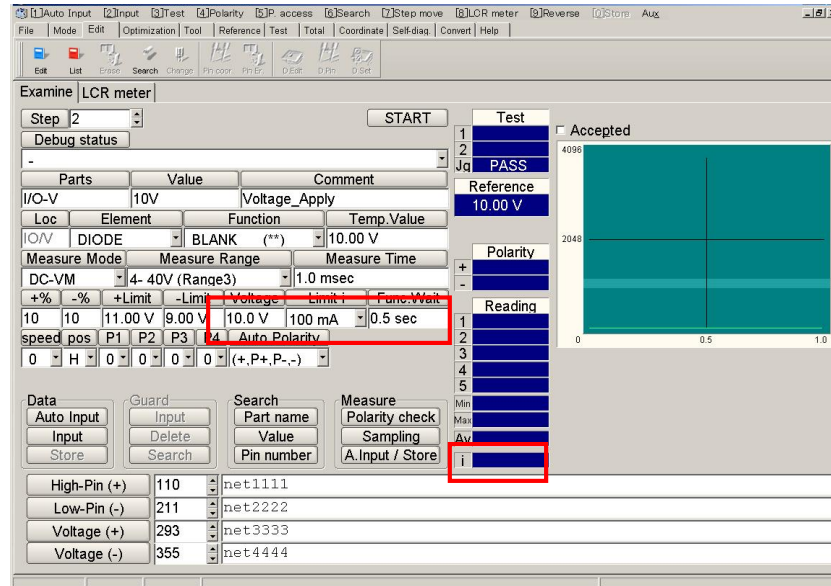 [1]Auto Input [2]Input [3]Test [4]Polarity [5]P. access [6]Search [7]Step move [8]LCR meter [9]Reverse [0]Store Aux
File Mode Edit Optimization Tool Reference Test Total Coordinate Self-diag. Convert Help
Edit List Erase Search Change Pin coor. Pin Er. D.Edit D.Pin D.Set
Examine LCR meter
Step 2 START Test
1
Accepted
Debug status
2
4096
- Jg PASS
Parts Value Comment Reference
I/O-V 10V Voltage_Apply 10.00 V
Loc Element Function Temp.Value
IO/V DIODE BLANK (**) 10.00 V
2048
Measure Mode Measure Range Measure Time Polarity
DC-VM 4- 40V (Range3) 1.0 msec +
-
+% -% +Limit -Limit Voltage Limit i Func.Wait Reading
10 10 11.00 V 9.00 V 10.0 V 100 mA 0.5 sec 1
speed pos P1 P2 P3 P4 Auto Polarity 2
0 0.5 1.0
0 H 0 0 0 0 (+,P+,P-,-) 3
4
5
Data Guard Search Measure Min
Auto Input Input Part name Polarity check Max
Input Delete Value Sampling Av
Store Search Pin number A.Input / Store i
High-Pin (+) 110 net1111
Low-Pin (-) 211 net2222
Voltage (+) 293 net3333
Voltage (-) 355 net4444